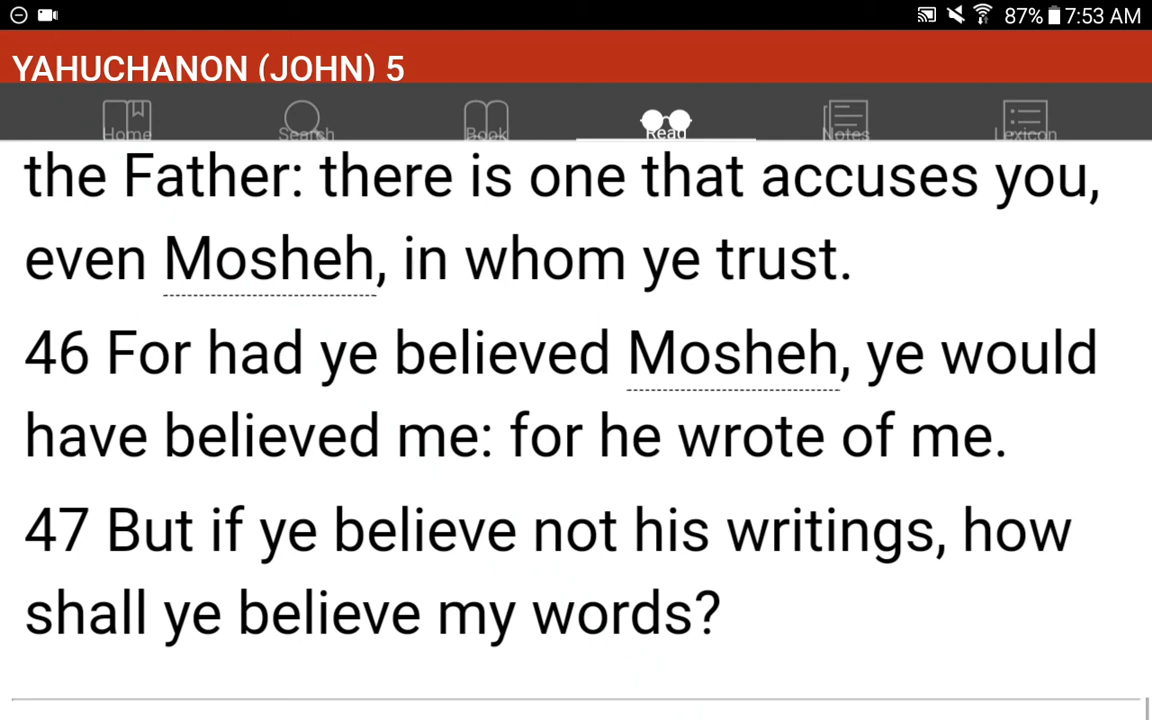 87% 7:53 AM
YAHUCHANON (JOHN) 5
Home Search Book Read Notes Lexicon
the Father: there is one that accuses you,
even Mosheh, in whom ye trust.
46 For had ye believed Mosheh, ye would
have believed me: for he wrote of me.
47 But if ye believe not his writings, how
shall ye believe my words?